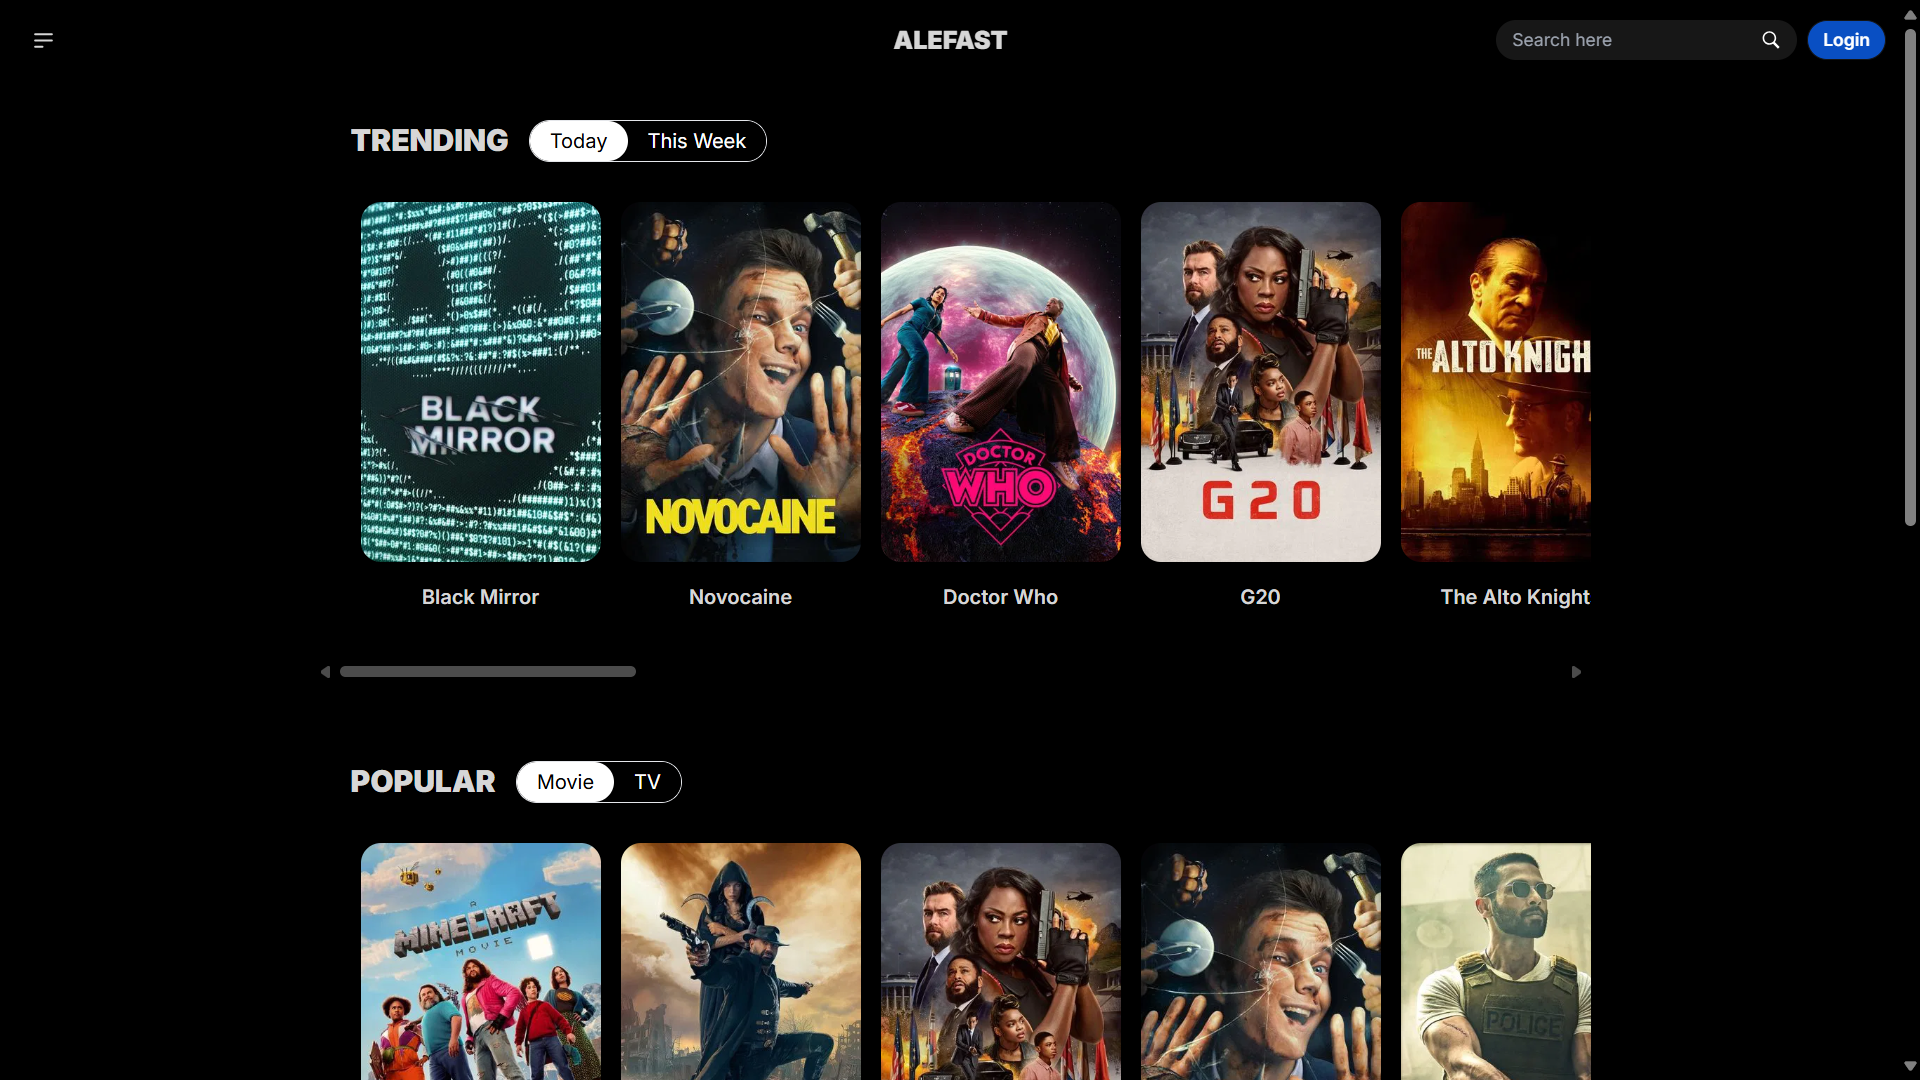 ALEFAST
Search here
Login
TRENDING
Today
This Week
BLACK
MIRROR
NOVOCAINE
DOCTOR
WHO
G20
THE ALTO KNIGH
Black Mirror
Novocaine
Doctor Who
G20
The Alto Knight
POPULAR
Movie
TV
A
MINECRAFT
MOVIE
POLICE